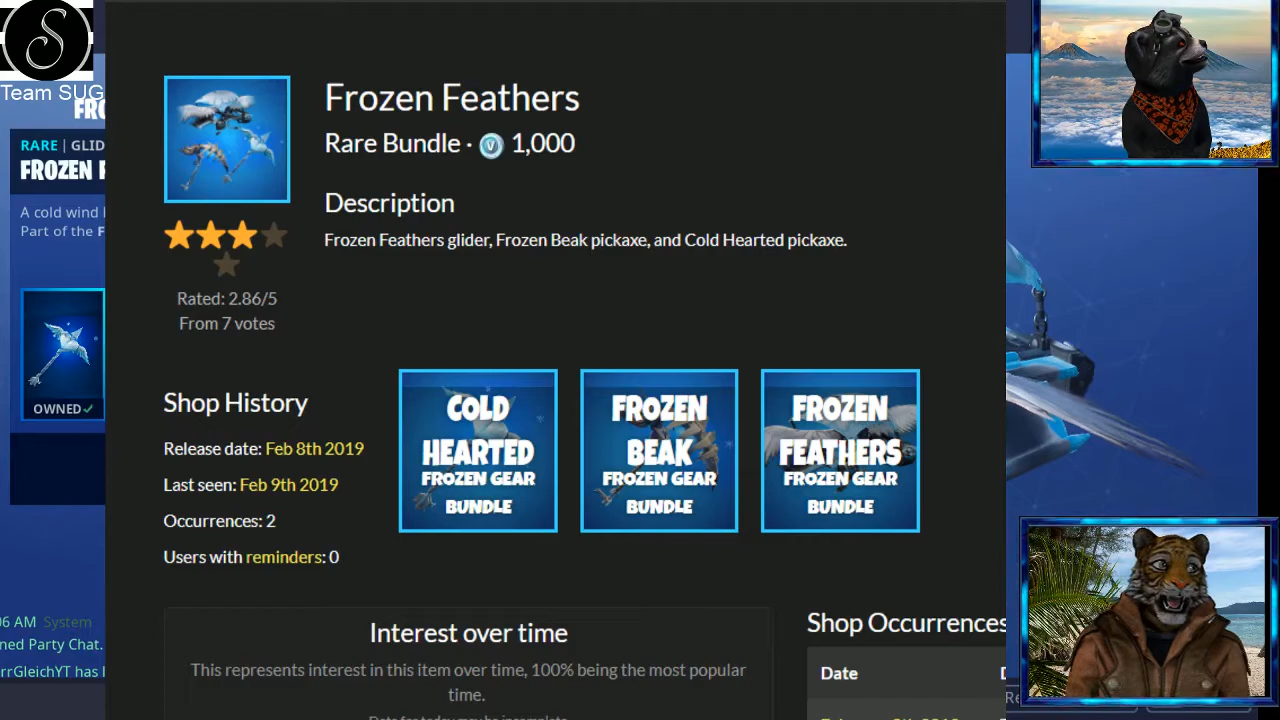 S
Team SUG
FRO
RARE | GLID
FROZEN F
A cold wind
Part of the F
OWNED✓
06 AM System
ned Party Chat.
rrGleichYT has
Frozen Feathers
Rare Bundle · V 1,000
Description
Frozen Feathers glider, Frozen Beak pickaxe, and Cold Hearted pickaxe.
Rated: 2.86/5
From 7 votes
Shop History
Release date: Feb 8th 2019
Last seen: Feb 9th 2019
Occurrences: 2
Users with reminders: 0
COLD
HEARTED
FROZEN GEAR
BUNDLE
FROZEN
BEAK
FROZEN GEAR
BUNDLE
FROZEN
FEATHERS
FROZEN GEAR
BUNDLE
Interest over time
This represents interest in this item over time, 100% being the most popular
time.
Shop Occurrences
Date
D
Re